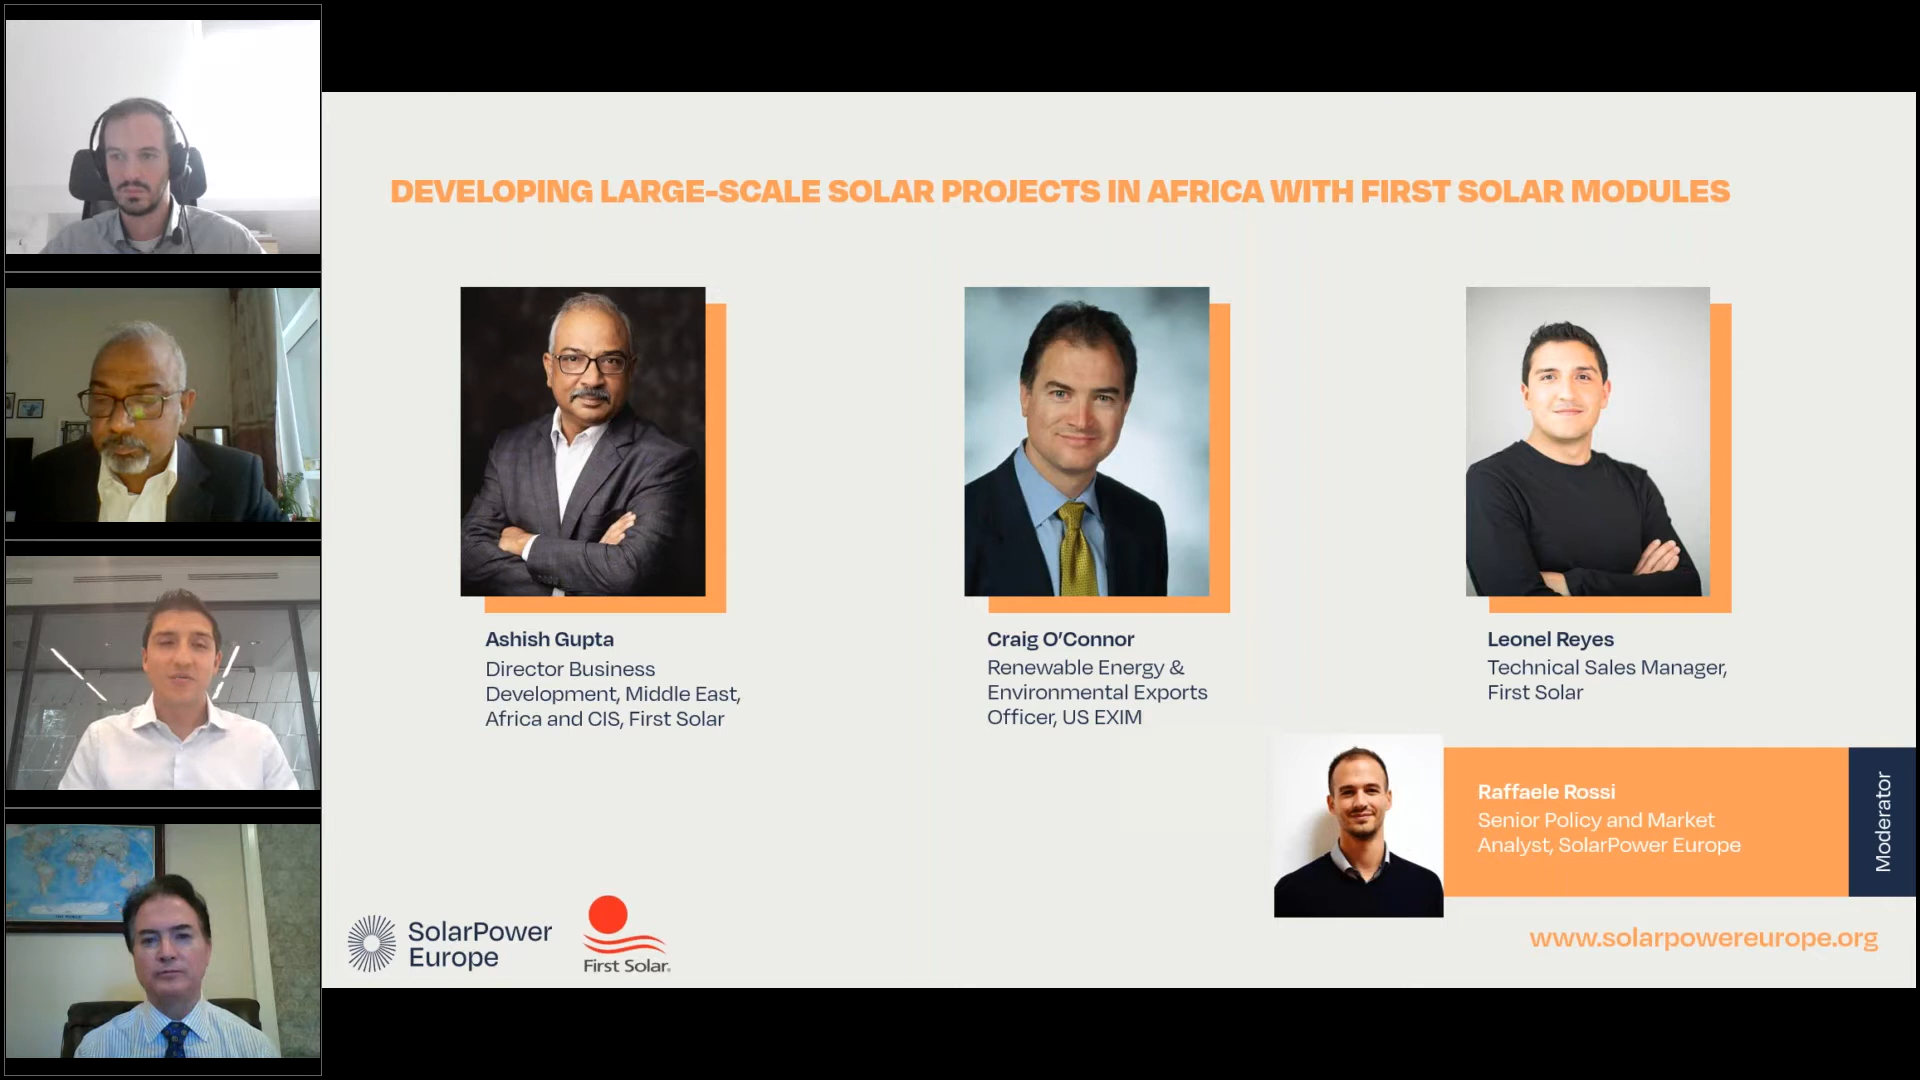 DEVELOPING LARGE-SCALE SOLAR PROJECTS IN AFRICA WITH FIRST SOLAR MODULES
Ashish Gupta
Director Business
Development, Middle East,
Africa and CIS, First Solar
Craig O’Connor
Renewable Energy &
Environmental Exports
Officer, US EXIM
Leonel Reyes
Technical Sales Manager,
First Solar
Raffaele Rossi
Senior Policy and Market
Analyst, SolarPower Europe
Moderator
SolarPower
Europe
First Solar.
www.solarpowereurope.org